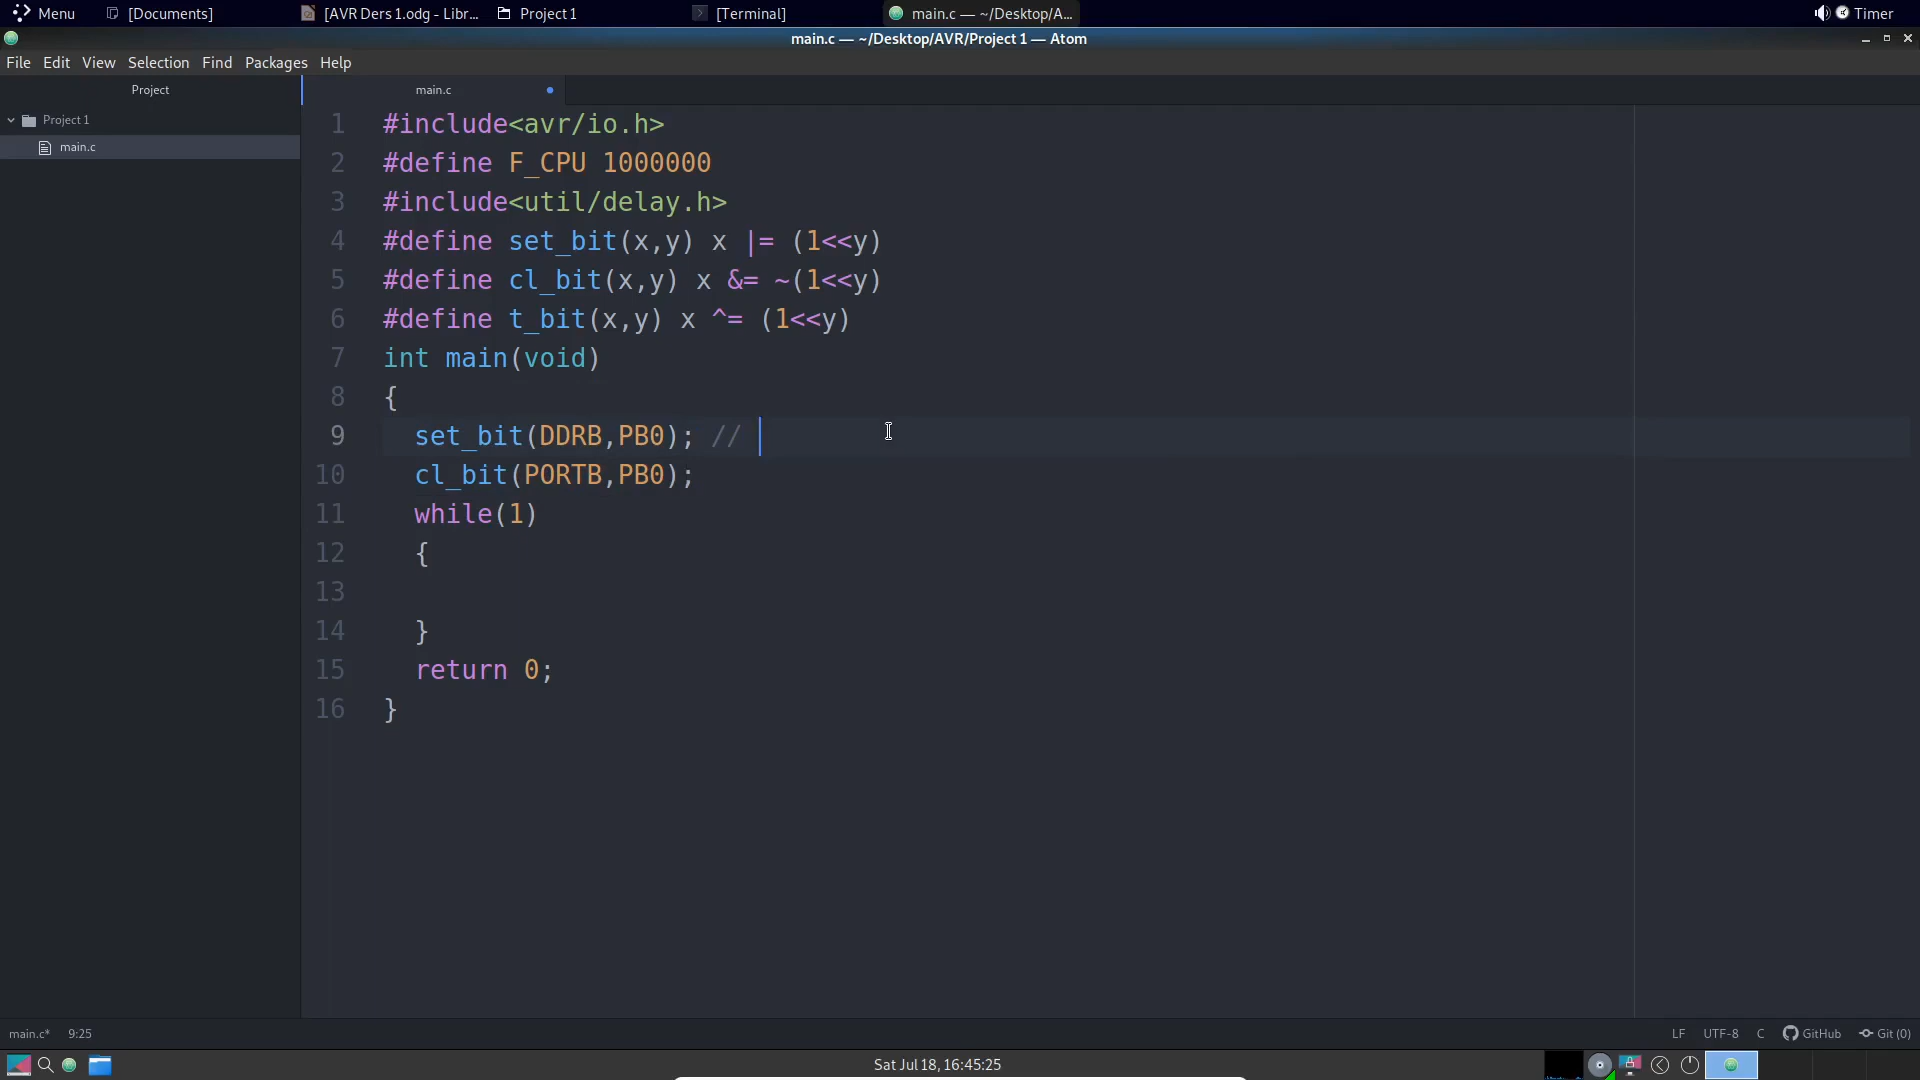 Menu [Documents] [AVR Ders 1.odg - Libr... Project 1 [Terminal] main.c — ~/Desktop/A... Timer
main.c — ~/Desktop/AVR/Project 1 — Atom
File Edit View Selection Find Packages Help
Project
main.c
Project 1
main.c
1 #include<avr/io.h>
2 #define F_CPU 1000000
3 #include<util/delay.h>
4 #define set_bit(x,y) x |= (1<<y)
5 #define cl_bit(x,y) x &= ~(1<<y)
6 #define t_bit(x,y) x ^= (1<<y)
7 int main(void)
8 {
9 set_bit(DDRB,PB0); //
10 cl_bit(PORTB,PB0);
11 while(1)
12 {
13
14 }
15 return 0;
16 }
main.c* 9:25 LF UTF-8 C GitHub Git (0)
Sat Jul 18, 16:45:25